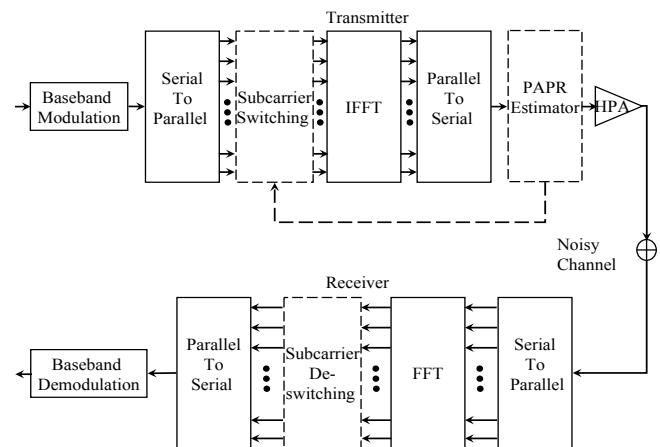 Transmitter
Baseband
Modulation
Serial
To
Parallel
Subcarrier
Switching
IFFT
Parallel
To
Serial
PAPR
Estimator
HPA
Noisy
Channel
Receiver
Baseband
Demodulation
Parallel
To
Serial
Subcarrier
De-
switching
FFT
Serial
To
Parallel